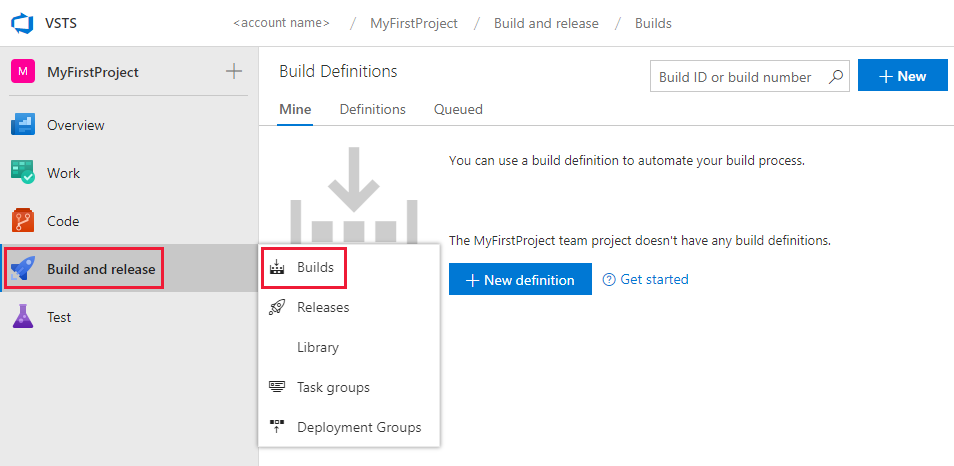 VSTS
<account name> / MyFirstProject / Build and release / Builds
M MyFirstProject
Overview
Work
Code
Build and release
Test
Build Definitions
Build ID or build number
+ New
Mine Definitions Queued
You can use a build definition to automate your build process.
The MyFirstProject team project doesn't have any build definitions.
+ New definition
? Get started
Builds
Releases
Library
Task groups
Deployment Groups